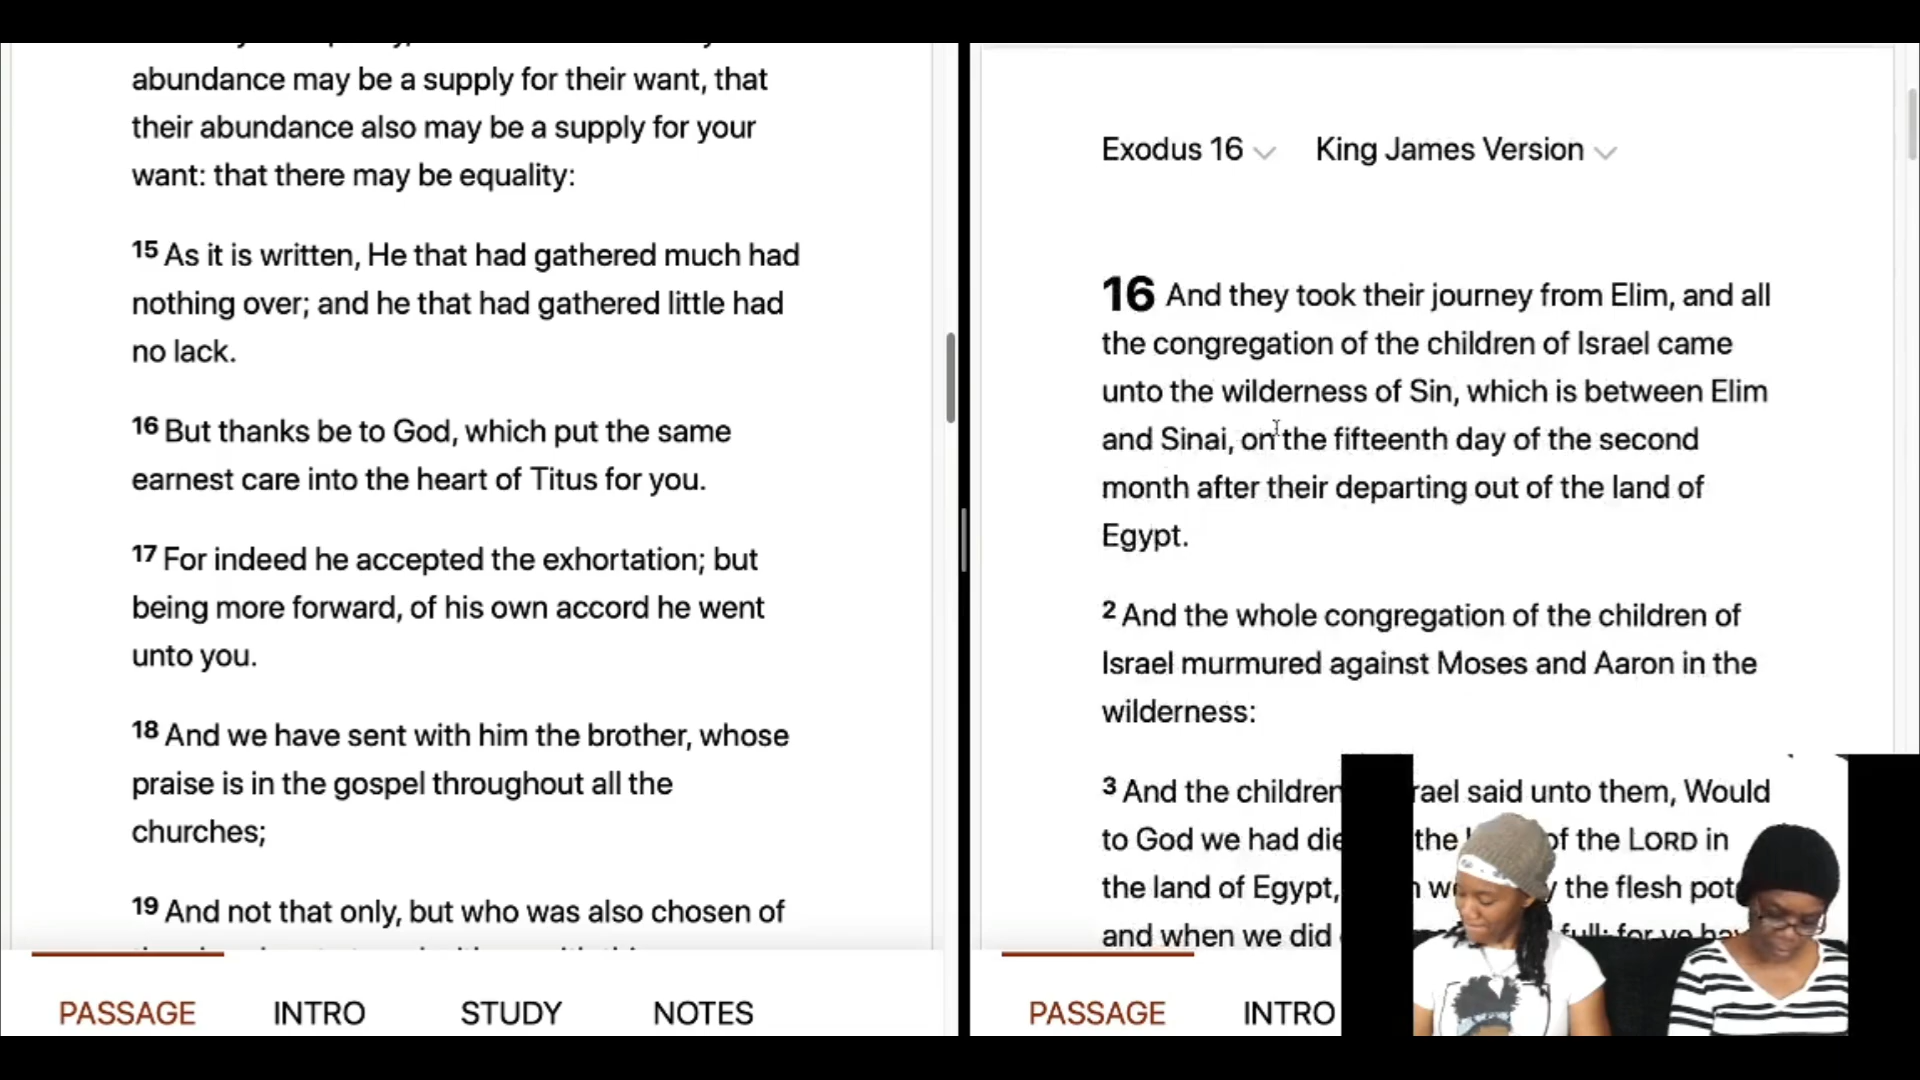 abundance may be a supply for their want, that
their abundance also may be a supply for your
want: that there may be equality:
15 As it is written, He that had gathered much had
nothing over; and he that had gathered little had
no lack.
16 But thanks be to God, which put the same
earnest care into the heart of Titus for you.
17 For indeed he accepted the exhortation; but
being more forward, of his own accord he went
unto you.
18 And we have sent with him the brother, whose
praise is in the gospel throughout all the
churches;
19 And not that only, but who was also chosen of
PASSAGE INTRO STUDY NOTES
Exodus 16 King James Version
16 And they took their journey from Elim, and all
the congregation of the children of Israel came
unto the wilderness of Sin, which is between Elim
and Sinai, on the fifteenth day of the second
month after their departing out of the land of
Egypt.
2 And the whole congregation of the children of
Israel murmured against Moses and Aaron in the
wilderness:
3 And the children rael said unto them, Would
to God we had die the of the LORD in
the land of Egypt, the flesh pot
and when we did full; for ye hav
PASSAGE INTRO